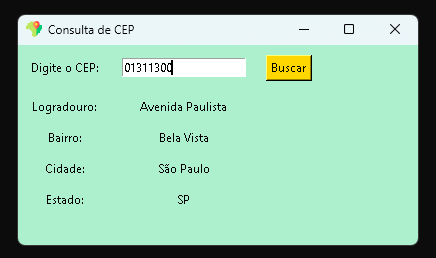 Consulta de CEP
Digite o CEP: 01311300 Buscar
Logradouro: Avenida Paulista
Bairro: Bela Vista
Cidade: São Paulo
Estado: SP